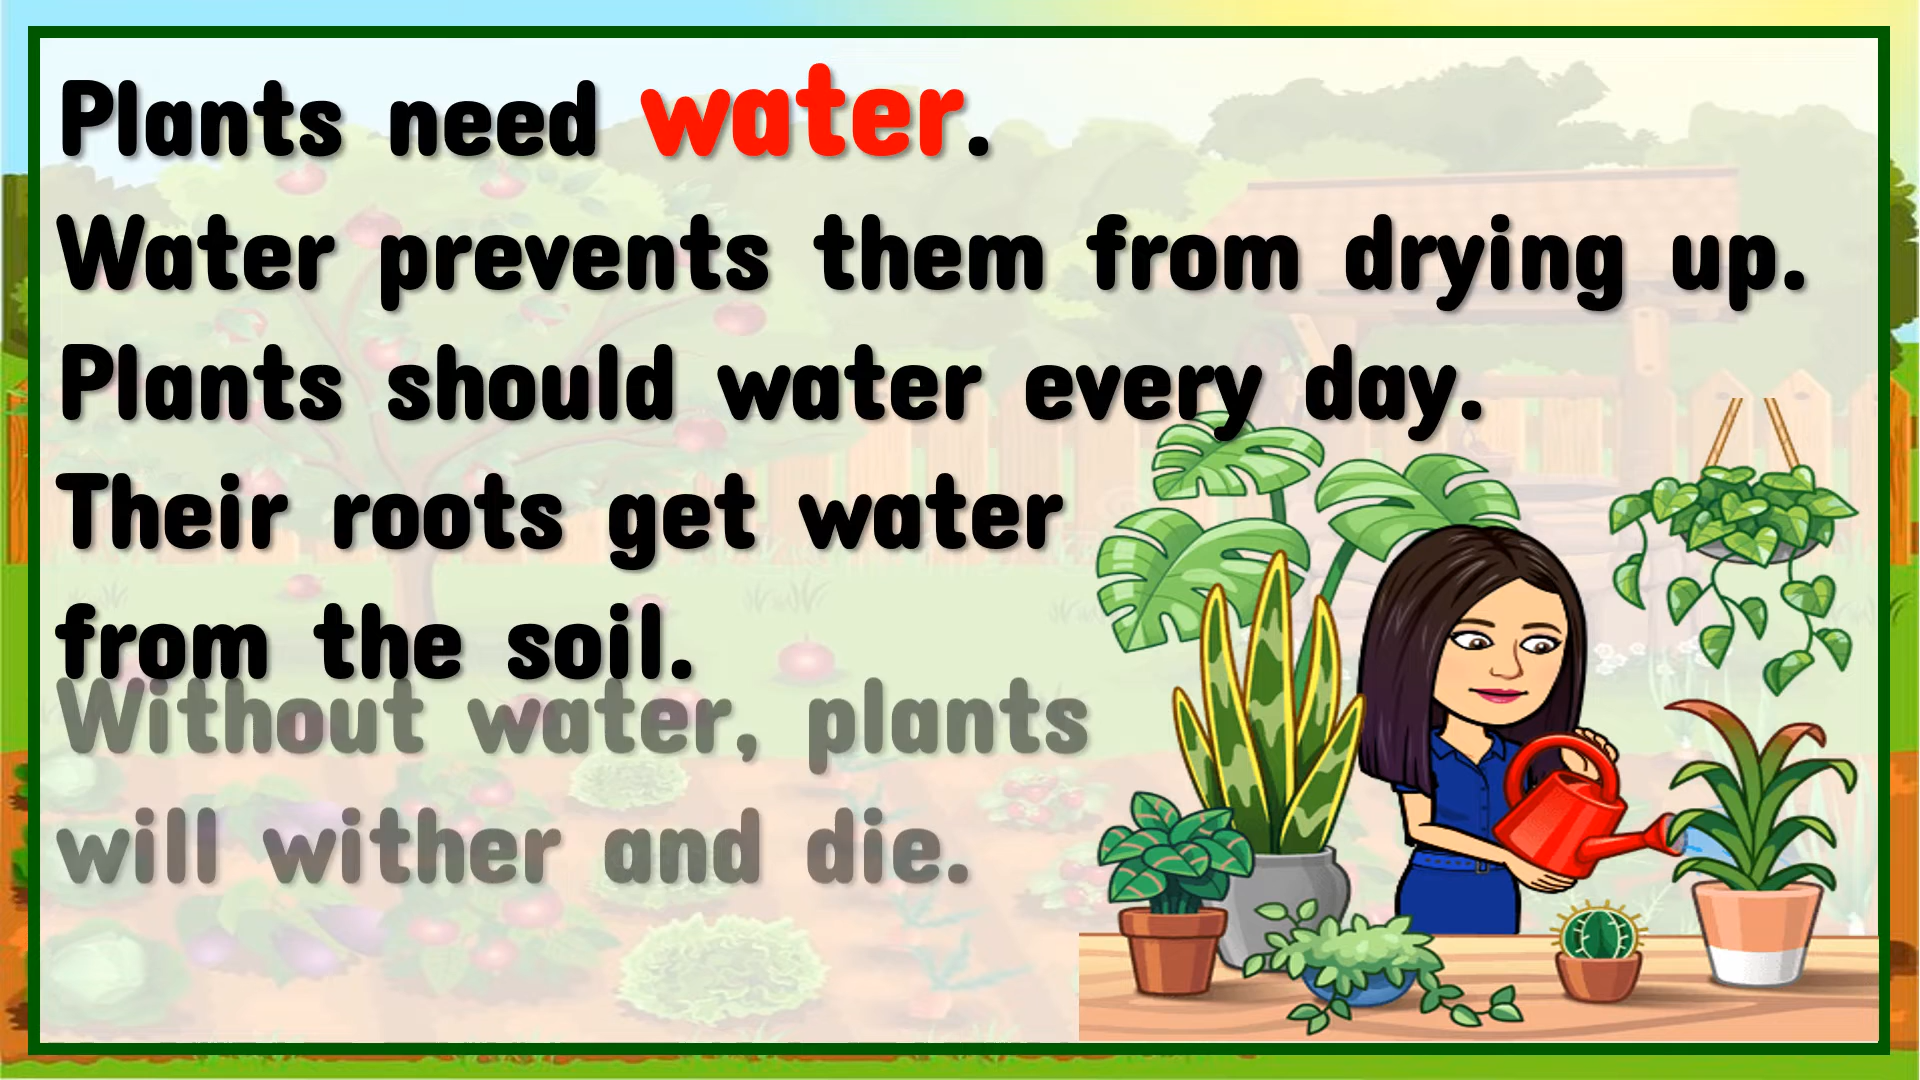 Plants need water.
Water prevents them from drying up.
Plants should water every day.
Their roots get water
from the soil.
Without water, plants
will wither and die.